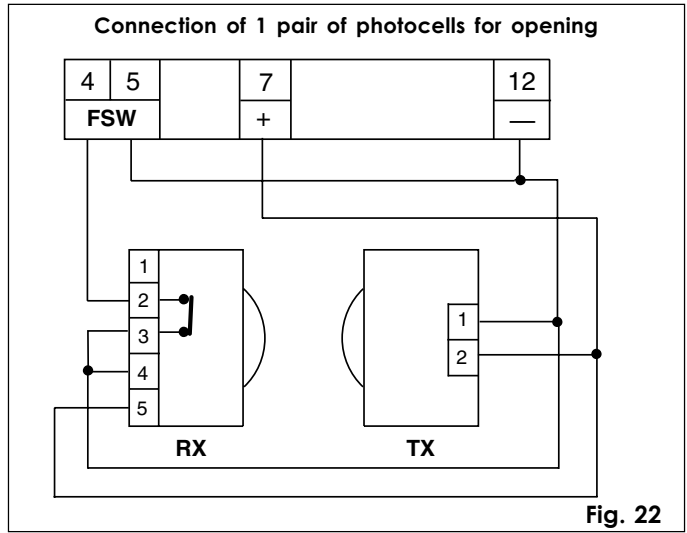 Connection of 1 pair of photocells for opening
4 5 7 12
FSW + —
1
2
3
4
5
1
2
RX TX
Fig. 22